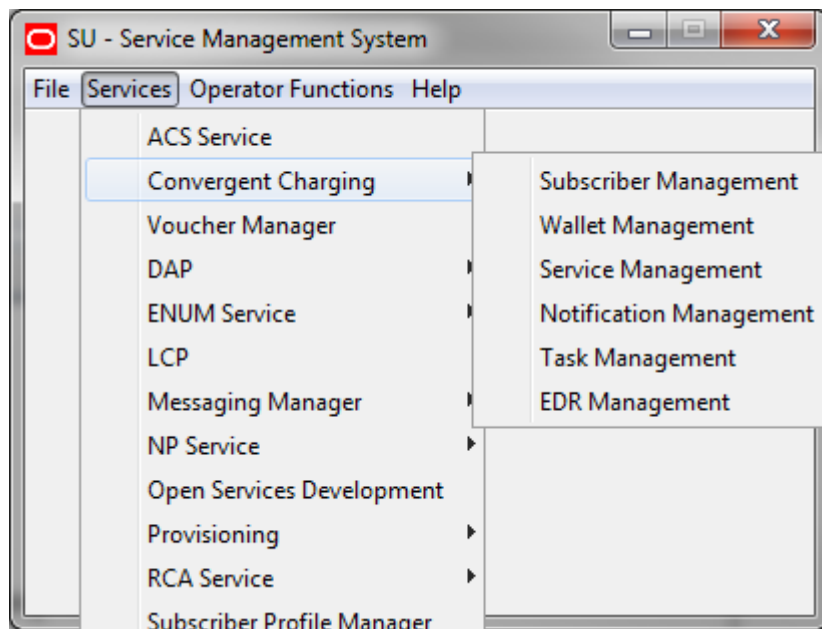 SU - Service Management System
File Services Operator Functions Help
ACS Service
Convergent Charging
Voucher Manager
DAP
ENUM Service
LCP
Messaging Manager
NP Service
Open Services Development
Provisioning
RCA Service
Subscriber Profile Manager
Subscriber Management
Wallet Management
Service Management
Notification Management
Task Management
EDR Management